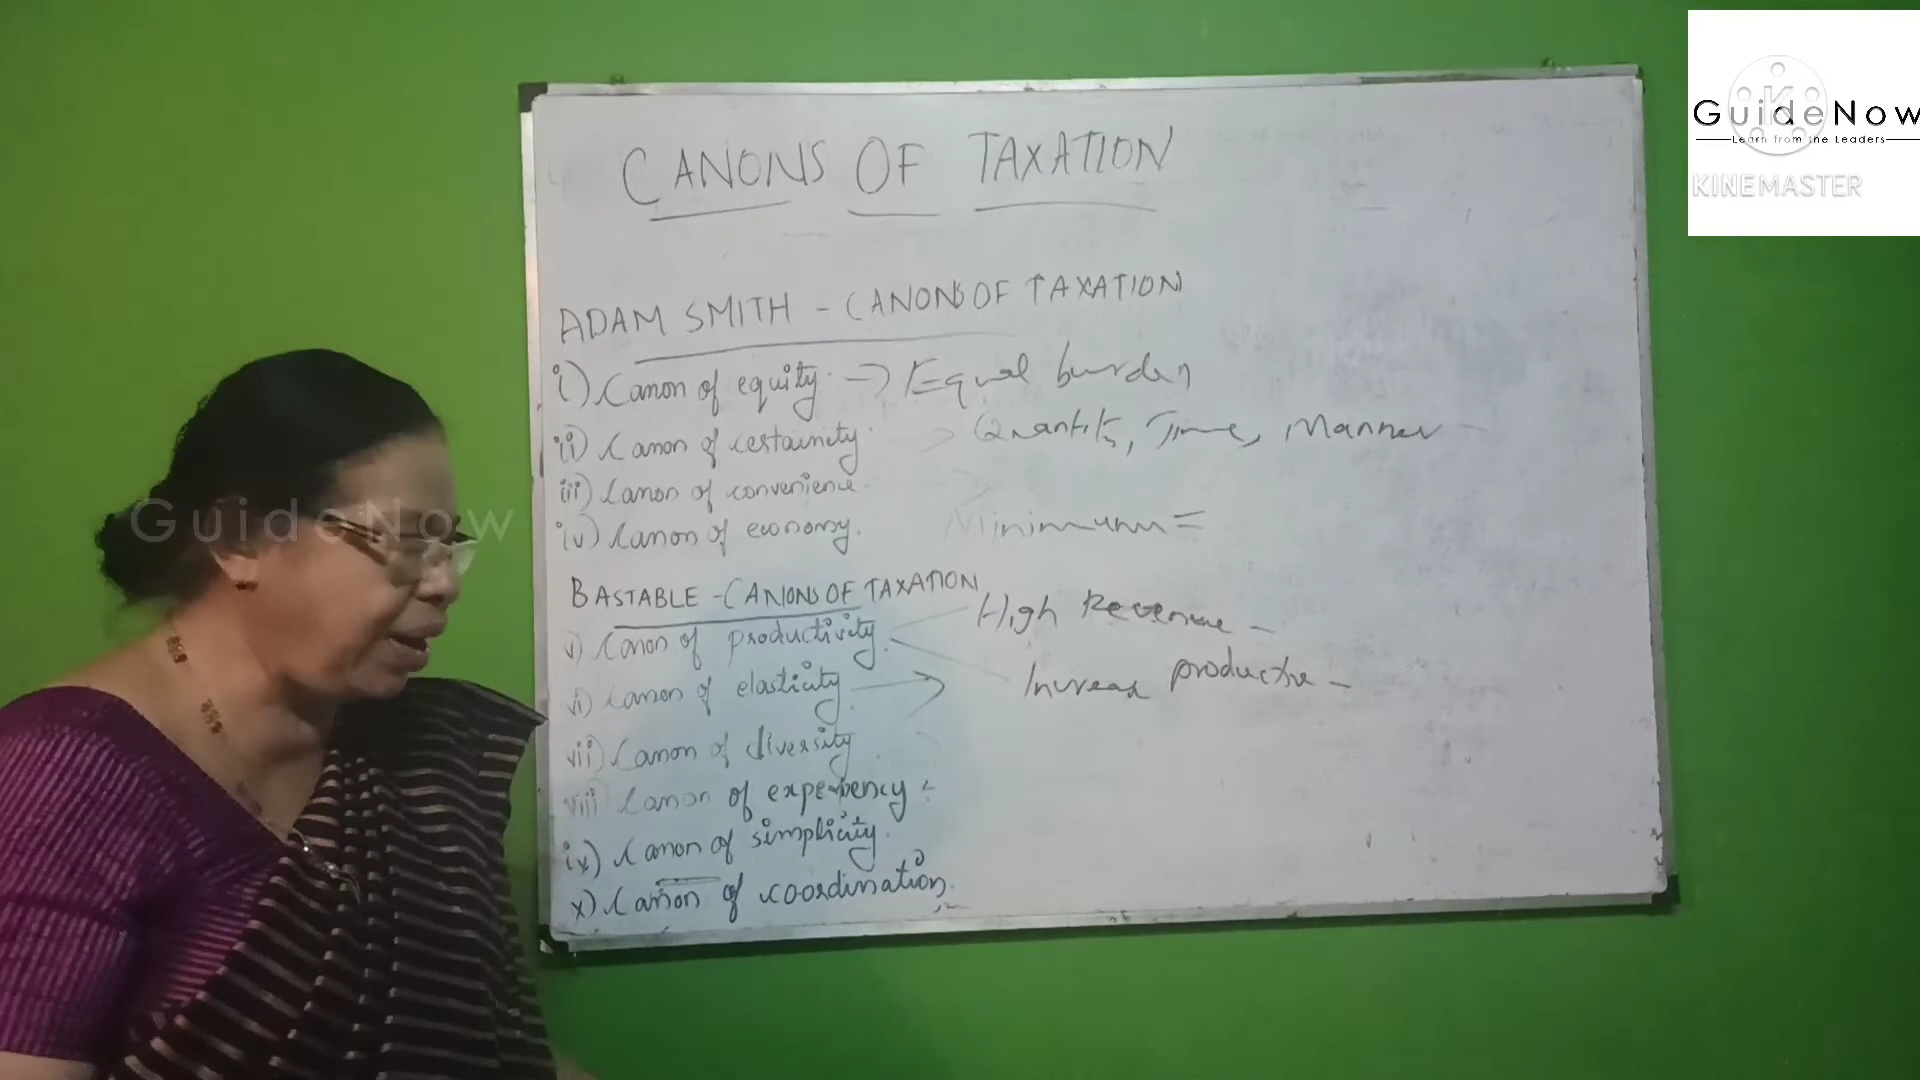 CANONS OF TAXATION
ADAM SMITH - CANONS OF TAXATION
i) Canon of equity. → Equal burden
ii) Canon of certainity. > Quantity, Time, Manner -
iii) Canon of convenience.
iv) Canon of economy. Minimum =
BASTABLE - CANONS OF TAXATION
v) Canon of productivity. High Revenue -
Increase productive -
vi) Canon of elasticity →
vii) Canon of diversity
viii Canon of expediency
ix) Canon of simplicity.
x) Canon of coordination.
GuideNow
Learn from the Leaders
KINEMASTER
GuideNow